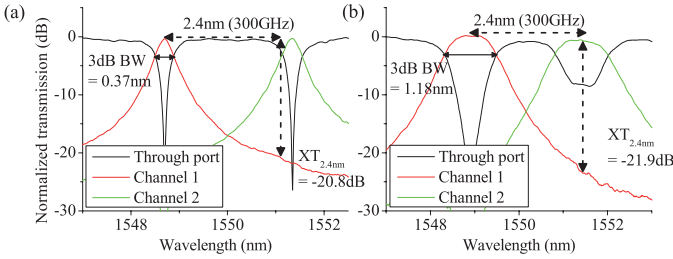 (a)
2.4nm (300GHz)
3dB BW
= 0.37nm
XT2.4nm
= -20.8dB
Through port
Channel 1
Channel 2
Normalized transmission (dB)
0
-10
-20
-30
1548
1550
1552
Wavelength (nm)
(b)
2.4nm (300GHz)
3dB BW
= 1.18nm
XT2.4nm
= -21.9dB
Through port
Channel 1
Channel 2
0
-10
-20
-30
1548
1550
1552
Wavelength (nm)